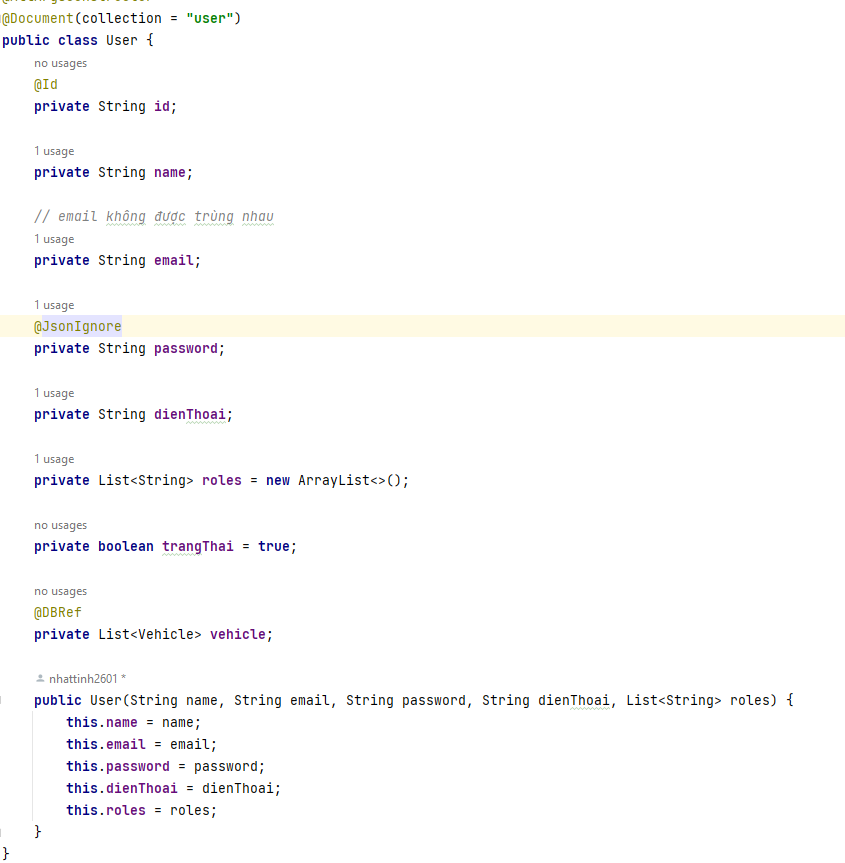 @Document(collection = "user")
public class User {
no usages
@Id
private String id;
1 usage
private String name;
// email không được trùng nhau
1 usage
private String email;
1 usage
@JsonIgnore
private String password;
1 usage
private String dienThoai;
1 usage
private List<String> roles = new ArrayList<>();
no usages
private boolean trangThai = true;
no usages
@DBRef
private List<Vehicle> vehicle;
nhattinh2601 *
public User(String name, String email, String password, String dienThoai, List<String> roles) {
this.name = name;
this.email = email;
this.password = password;
this.dienThoai = dienThoai;
this.roles = roles;
}
}